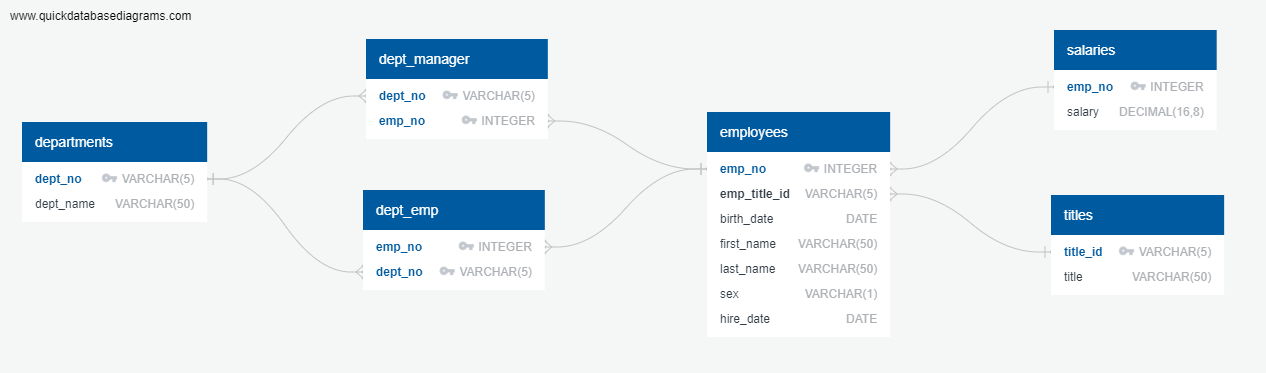 www.quickdatabasediagrams.com
departments
dept_no VARCHAR(5)
dept_name VARCHAR(50)
dept_manager
dept_no VARCHAR(5)
emp_no INTEGER
dept_emp
emp_no INTEGER
dept_no VARCHAR(5)
employees
emp_no INTEGER
emp_title_id VARCHAR(5)
birth_date DATE
first_name VARCHAR(50)
last_name VARCHAR(50)
sex VARCHAR(1)
hire_date DATE
salaries
emp_no INTEGER
salary DECIMAL(16,8)
titles
title_id VARCHAR(5)
title VARCHAR(50)